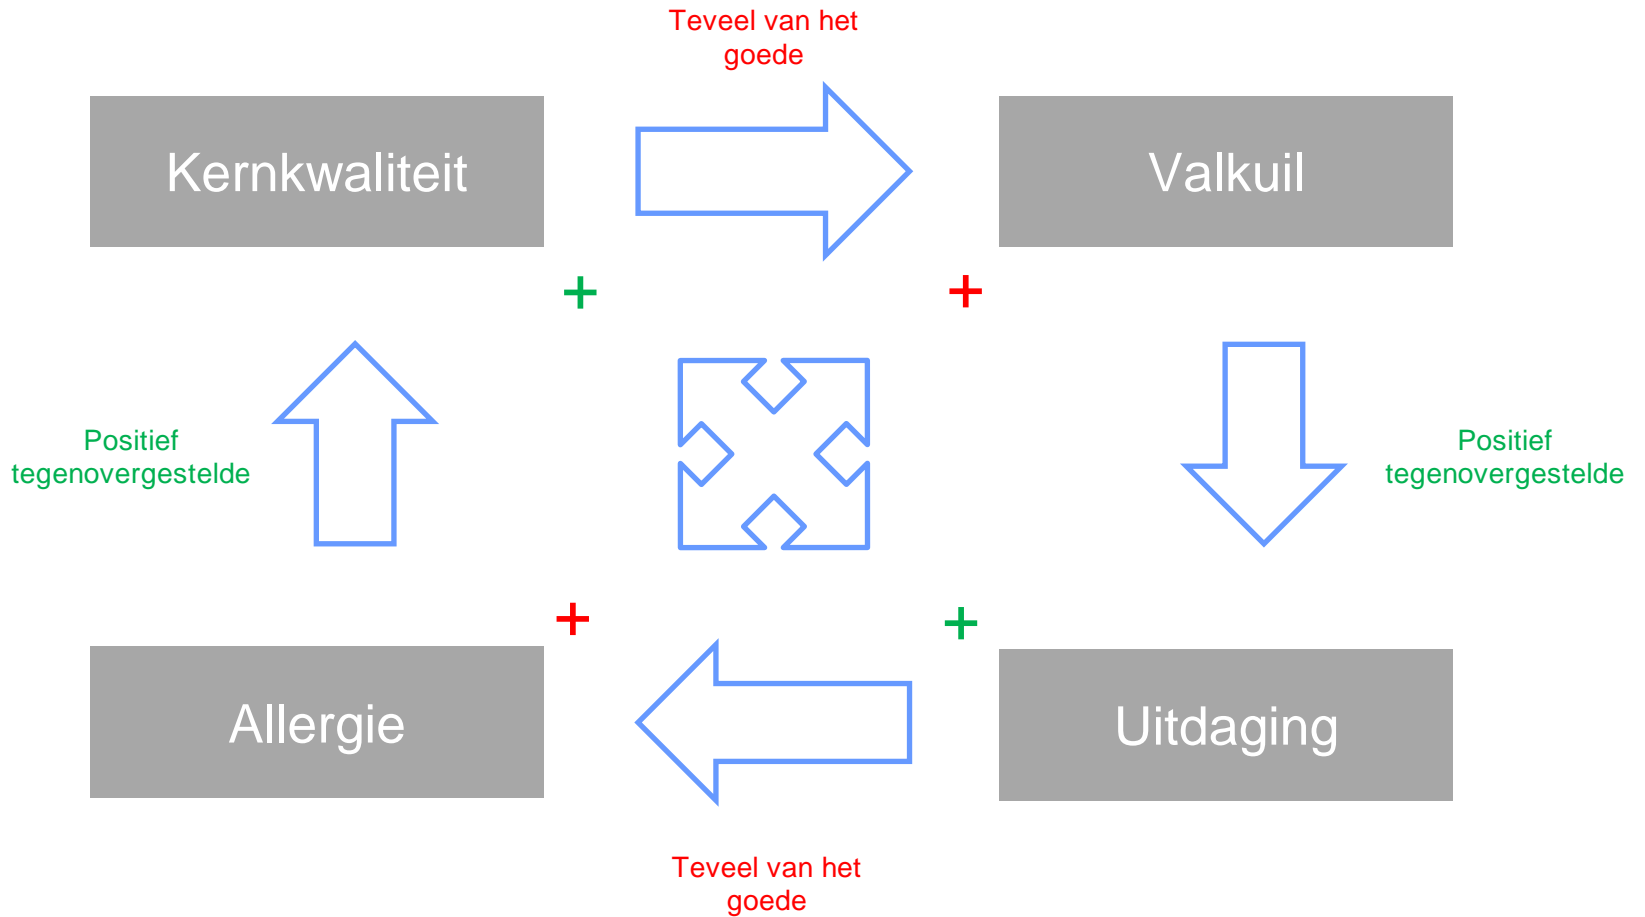 Teveel van het
goede
Kernkwaliteit
Valkuil
+
+
Positief
tegenovergestelde
Positief
tegenovergestelde
+
+
Allergie
Uitdaging
Teveel van het
goede